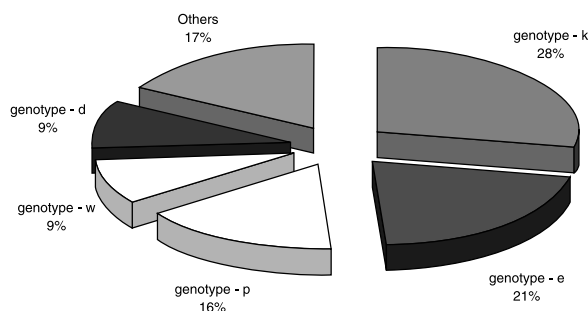 Others
17%
genotype - k
28%
genotype - d
9%
genotype - w
9%
genotype - p
16%
genotype - e
21%